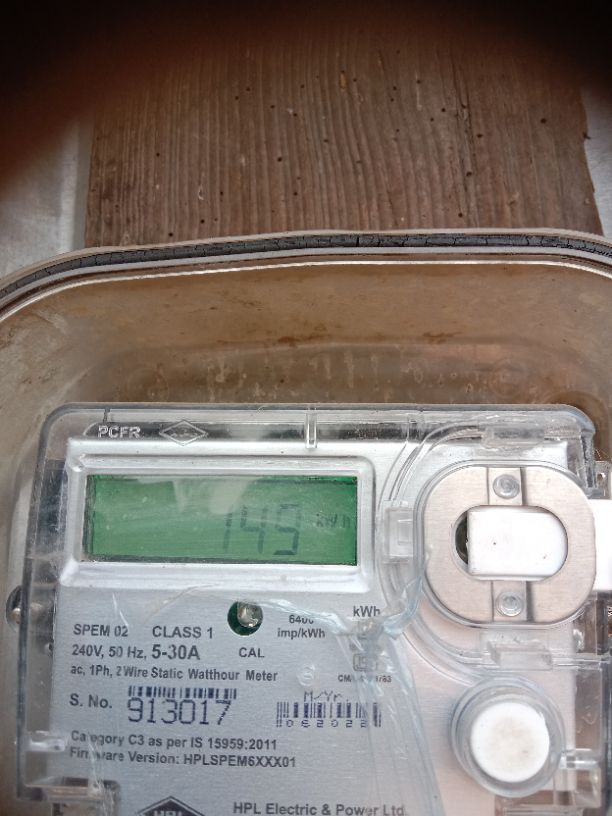 PCFR
149 kWh
6400
imp/kWh
kWh
SPEM 02 CLASS 1
CAL
240V, 50 Hz, 5-30A
ac, 1Ph, 2 Wire Static Watthour Meter
S. No. 913017
M/Yr.
062022
Category C3 as per IS 15959:2011
Firmware Version: HPLSPEM6XXX01
HPL
HPL Electric & Power Ltd.